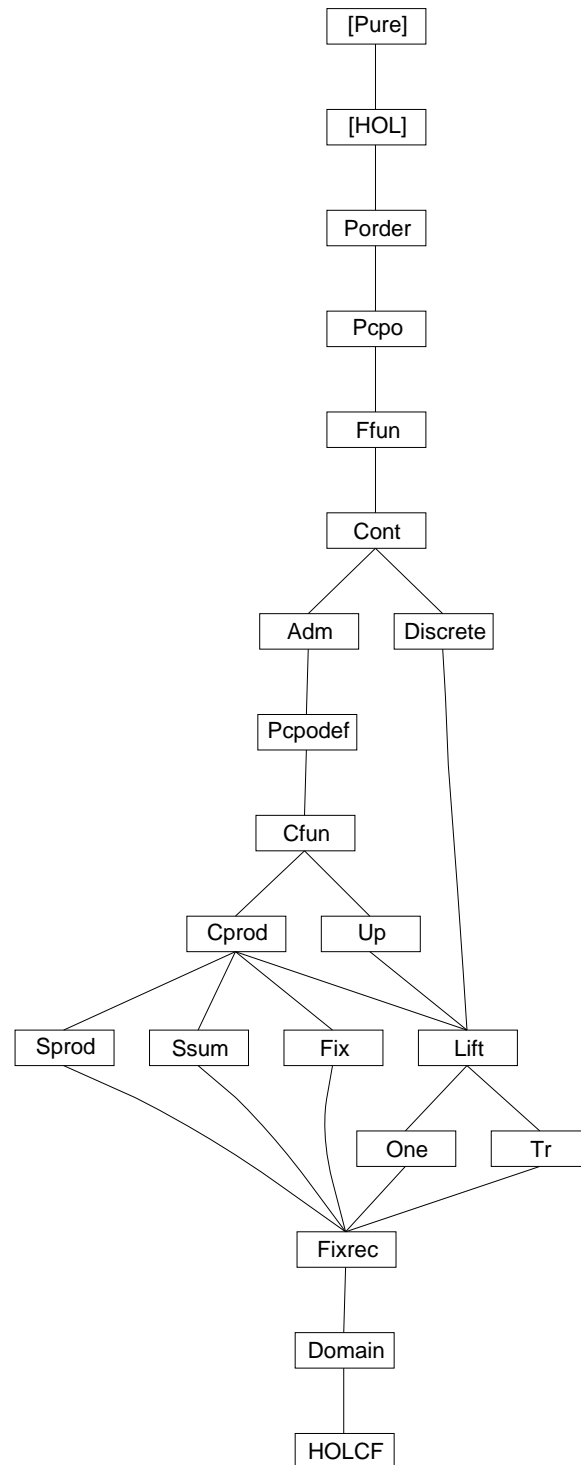 [Pure]
[HOL]
Porder
Pcpo
Ffun
Cont
Adm
Discrete
Pcpodef
Cfun
Cprod
Up
Sprod
Ssum
Fix
Lift
One
Tr
Fixrec
Domain
HOLCF